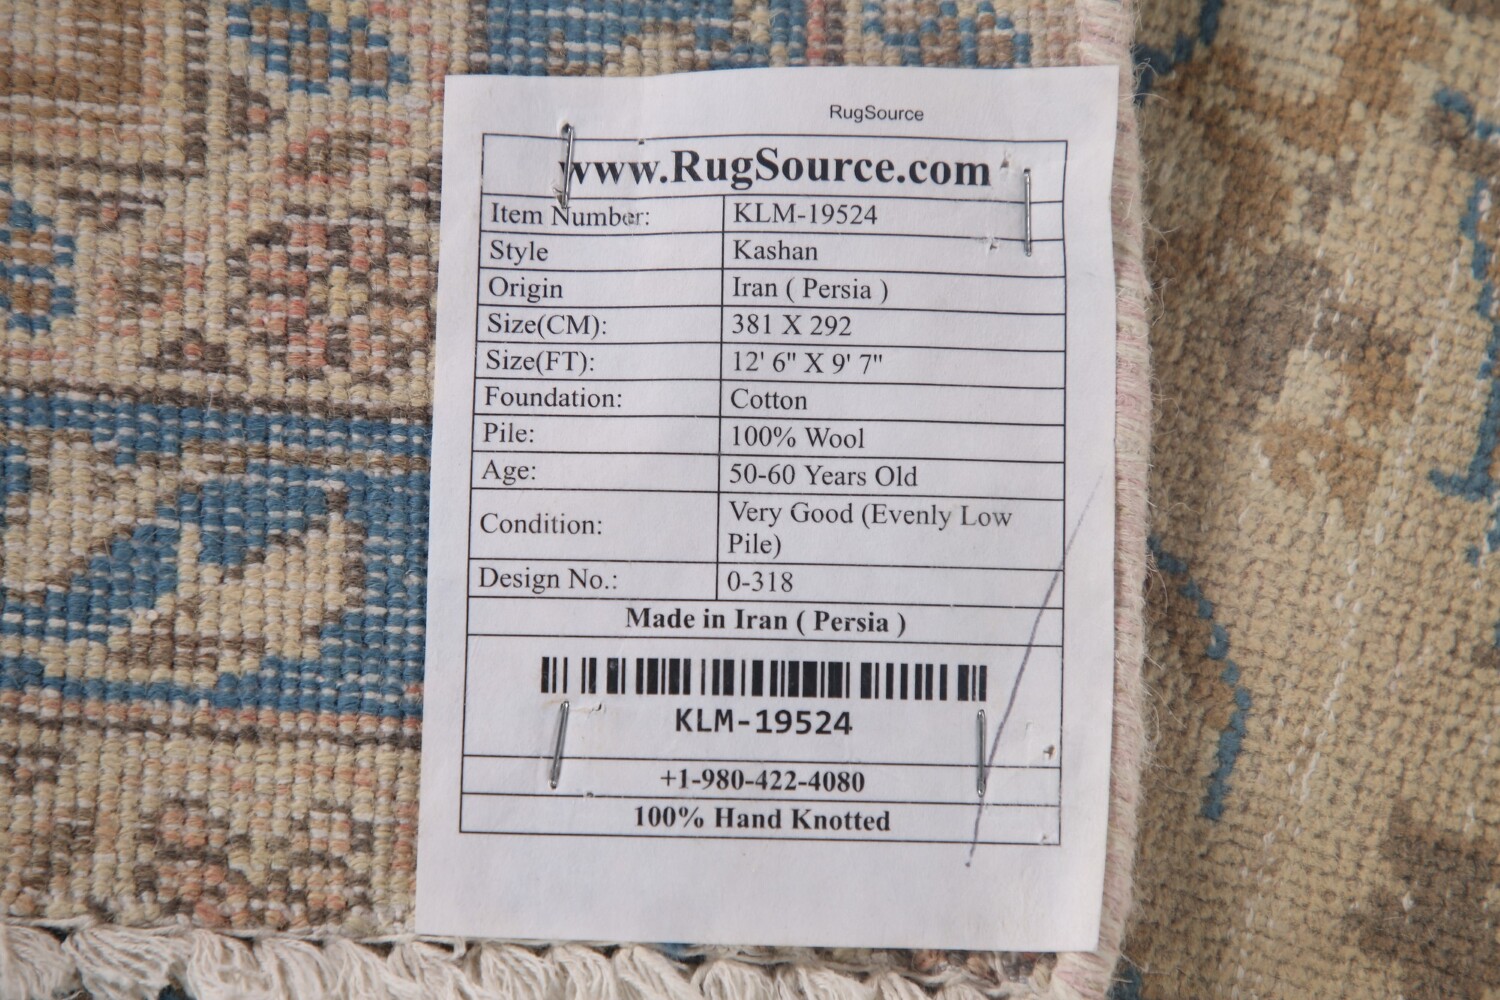 RugSource
www.RugSource.com
Item Number: KLM-19524
Style Kashan
Origin Iran ( Persia )
Size(CM): 381 X 292
Size(FT): 12' 6" X 9' 7"
Foundation: Cotton
Pile: 100% Wool
Age: 50-60 Years Old
Condition: Very Good (Evenly Low
Pile)
Design No.: 0-318
Made in Iran ( Persia )
KLM-19524
+1-980-422-4080
100% Hand Knotted